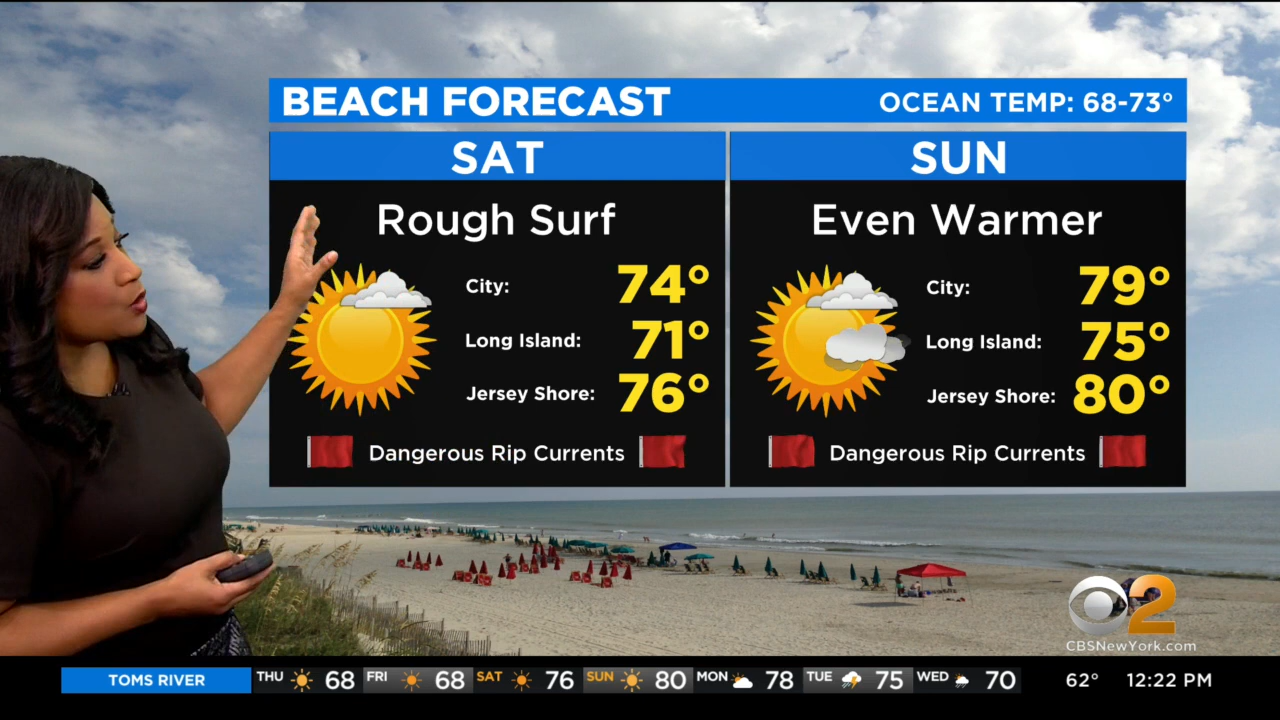 BEACH FORECAST
OCEAN TEMP: 68-73°
SAT
Rough Surf
City: 74°
Long Island: 71°
Jersey Shore: 76°
Dangerous Rip Currents
SUN
Even Warmer
City: 79°
Long Island: 75°
Jersey Shore: 80°
Dangerous Rip Currents
2
CBSNewYork.com
TOMS RIVER THU 68 FRI 68 SAT 76 SUN 80 MON 78 TUE 75 WED 70 62° 12:22 PM